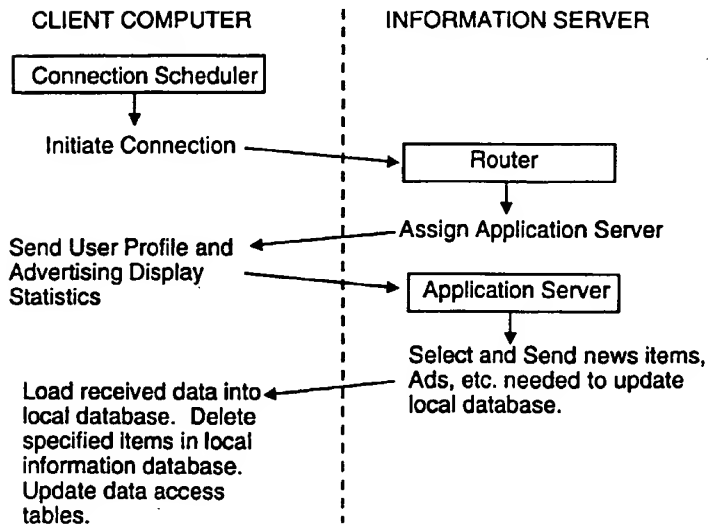 CLIENT COMPUTER
INFORMATION SERVER
Connection Scheduler
Initiate Connection
Router
Assign Application Server
Send User Profile and
Advertising Display
Statistics
Application Server
Select and Send news items,
Ads, etc. needed to update
local database.
Load received data into
local database. Delete
specified items in local
information database.
Update data access
tables.